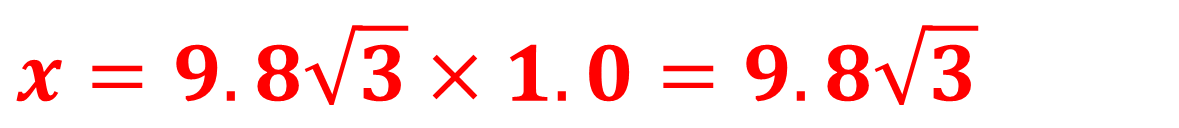 x = 9.8√3 × 1.0 = 9.8√3